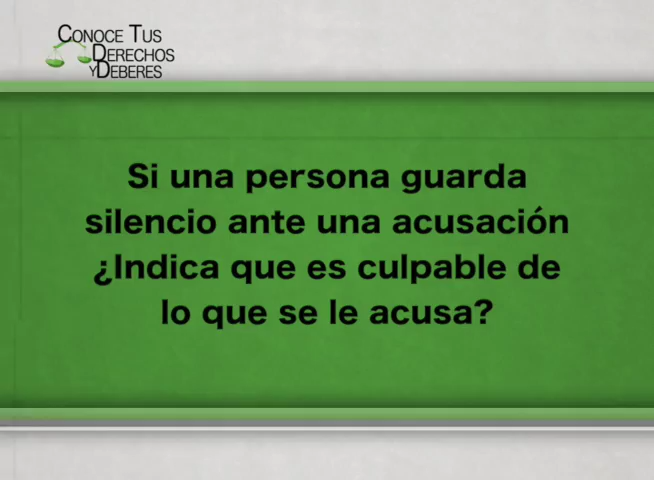 CONOCE TUS
DERECHOS
Y DEBERES
Si una persona guarda
silencio ante una acusación
¿Indica que es culpable de
lo que se le acusa?